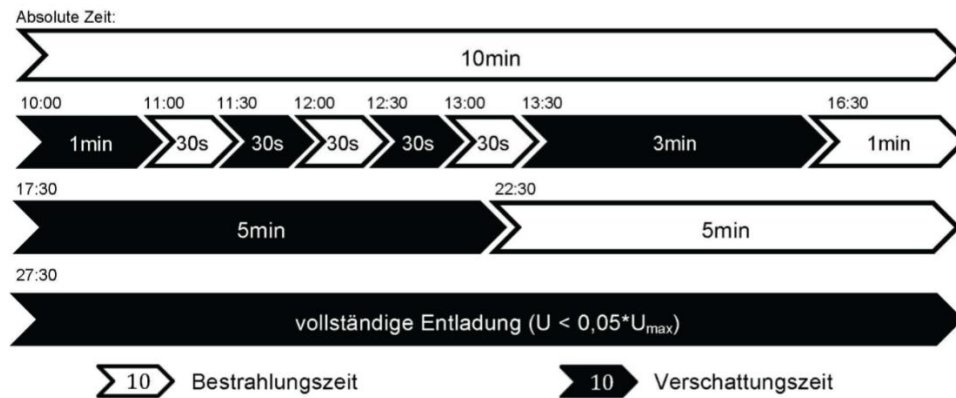 Absolute Zeit:
10min
10:00 11:00 11:30 12:00 12:30 13:00 13:30 16:30
1min 30s 30s 30s 30s 30s 3min 1min
17:30 22:30
5min 5min
27:30
vollständige Entladung (U < 0,05*Umax)
10 Bestrahlungszeit 10 Verschattungszeit